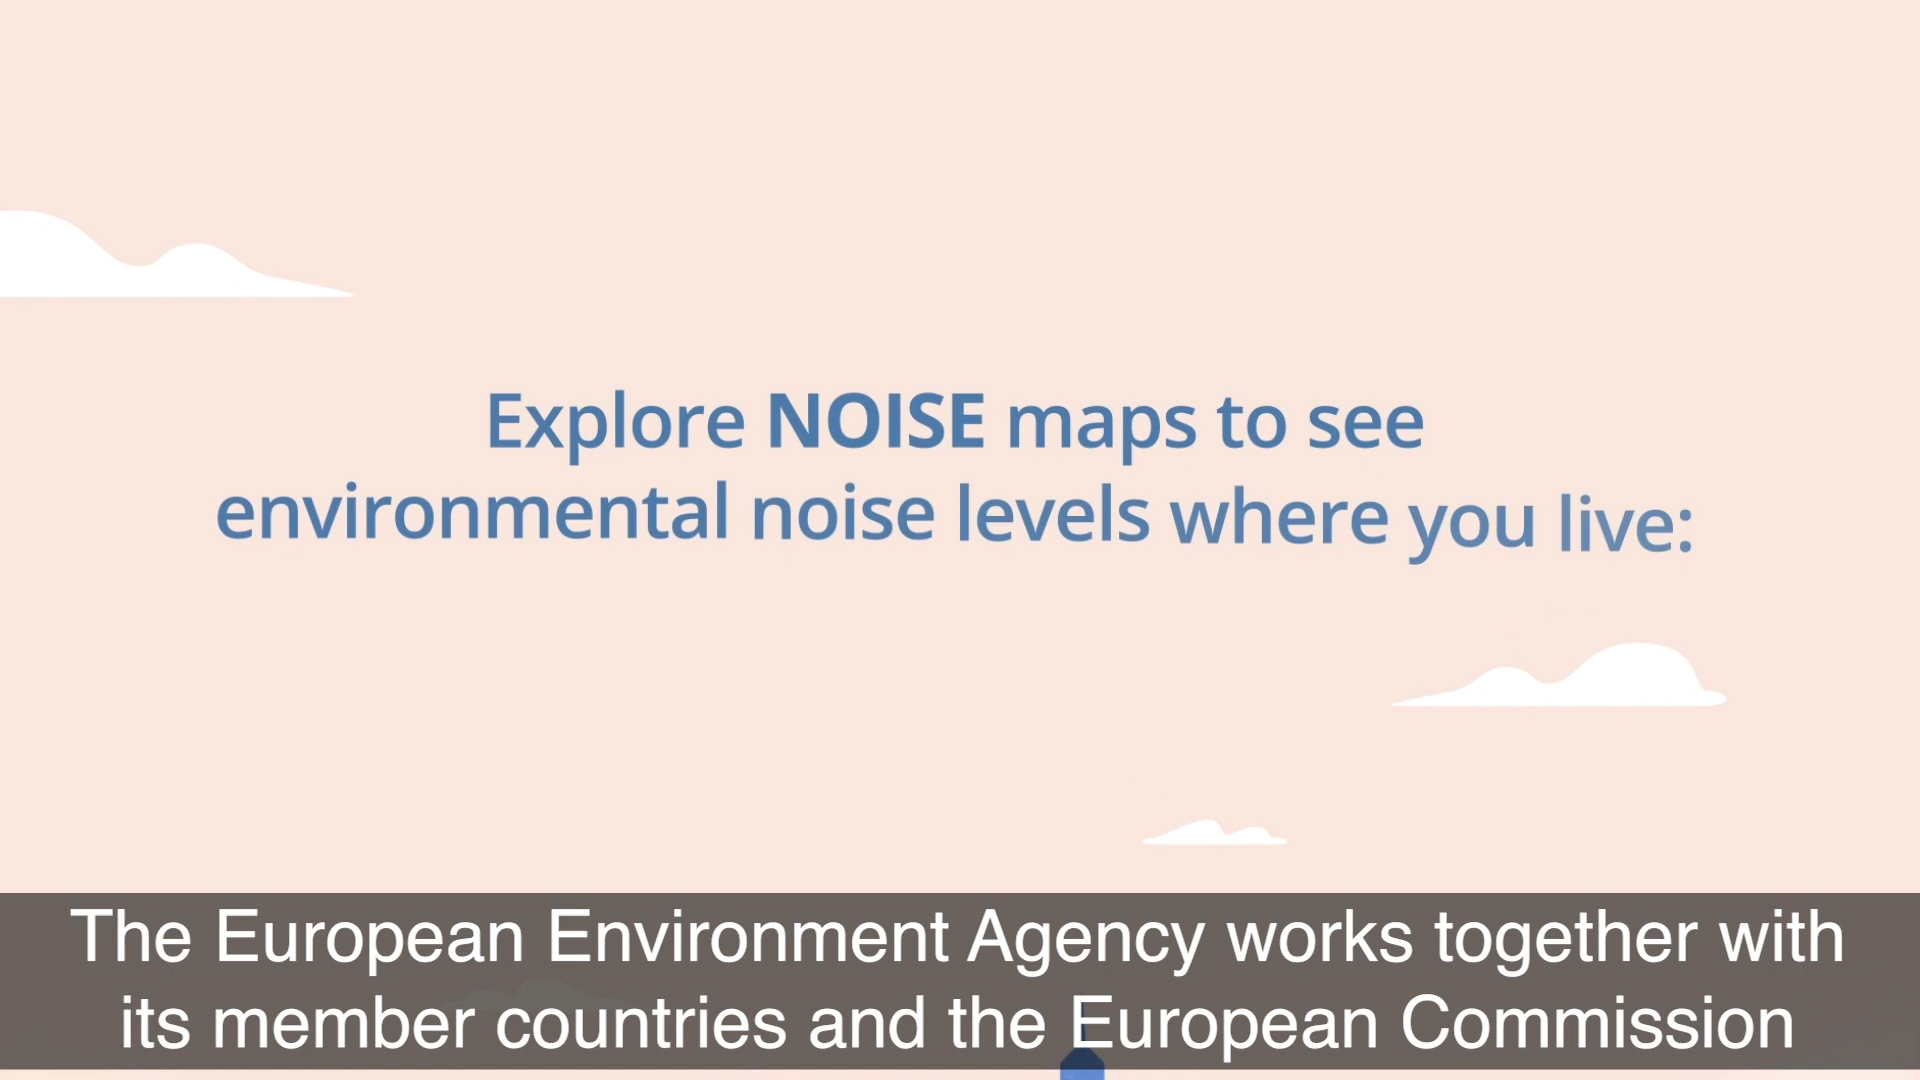 Explore NOISE maps to see
environmental noise levels where you live:
The European Environment Agency works together with
its member countries and the European Commission